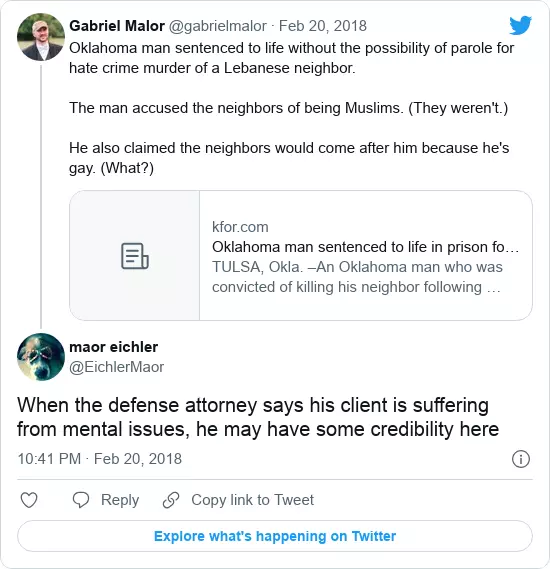 Gabriel Malor @gabrielmalor · Feb 20, 2018
Oklahoma man sentenced to life without the possibility of parole for
hate crime murder of a Lebanese neighbor.
The man accused the neighbors of being Muslims. (They weren't.)
He also claimed the neighbors would come after him because he's
gay. (What?)
kfor.com
Oklahoma man sentenced to life in prison fo…
TULSA, Okla. –An Oklahoma man who was
convicted of killing his neighbor following …
maor eichler
@EichlerMaor
When the defense attorney says his client is suffering
from mental issues, he may have some credibility here
10:41 PM · Feb 20, 2018
Reply
Copy link to Tweet
Explore what's happening on Twitter